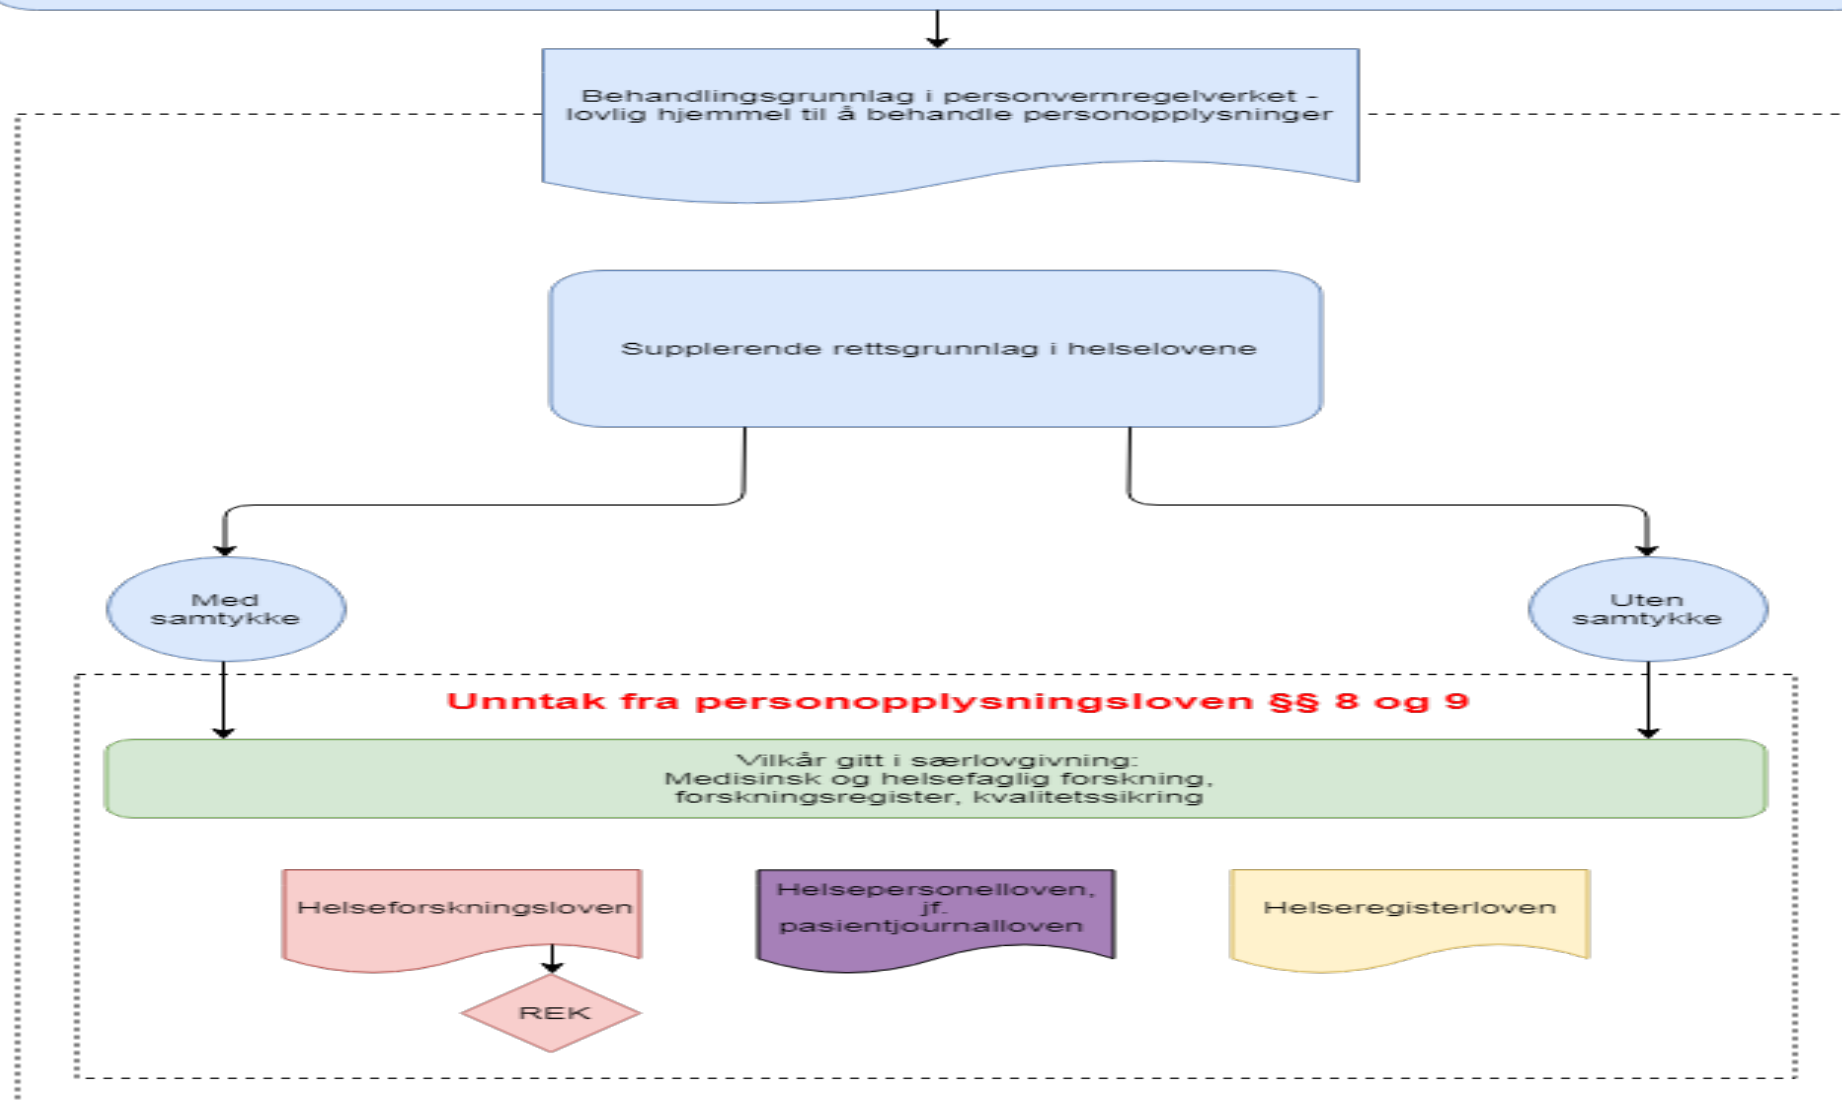 Behandlingsgrunnlag i personvernregelverket -
lovlig hjemmel til å behandle personopplysninger
Supplerende rettsgrunnlag i helselovene
Med
samtykke
Uten
samtykke
Unntak fra personopplysningsloven §§ 8 og 9
Vilkår gitt i særlovgivning:
Medisinsk og helsefaglig forskning,
forskningsregister, kvalitetssikring
Helseforskningsloven
Helsepersonelloven,
jf.
pasientjournalloven
Helseregisterloven
REK